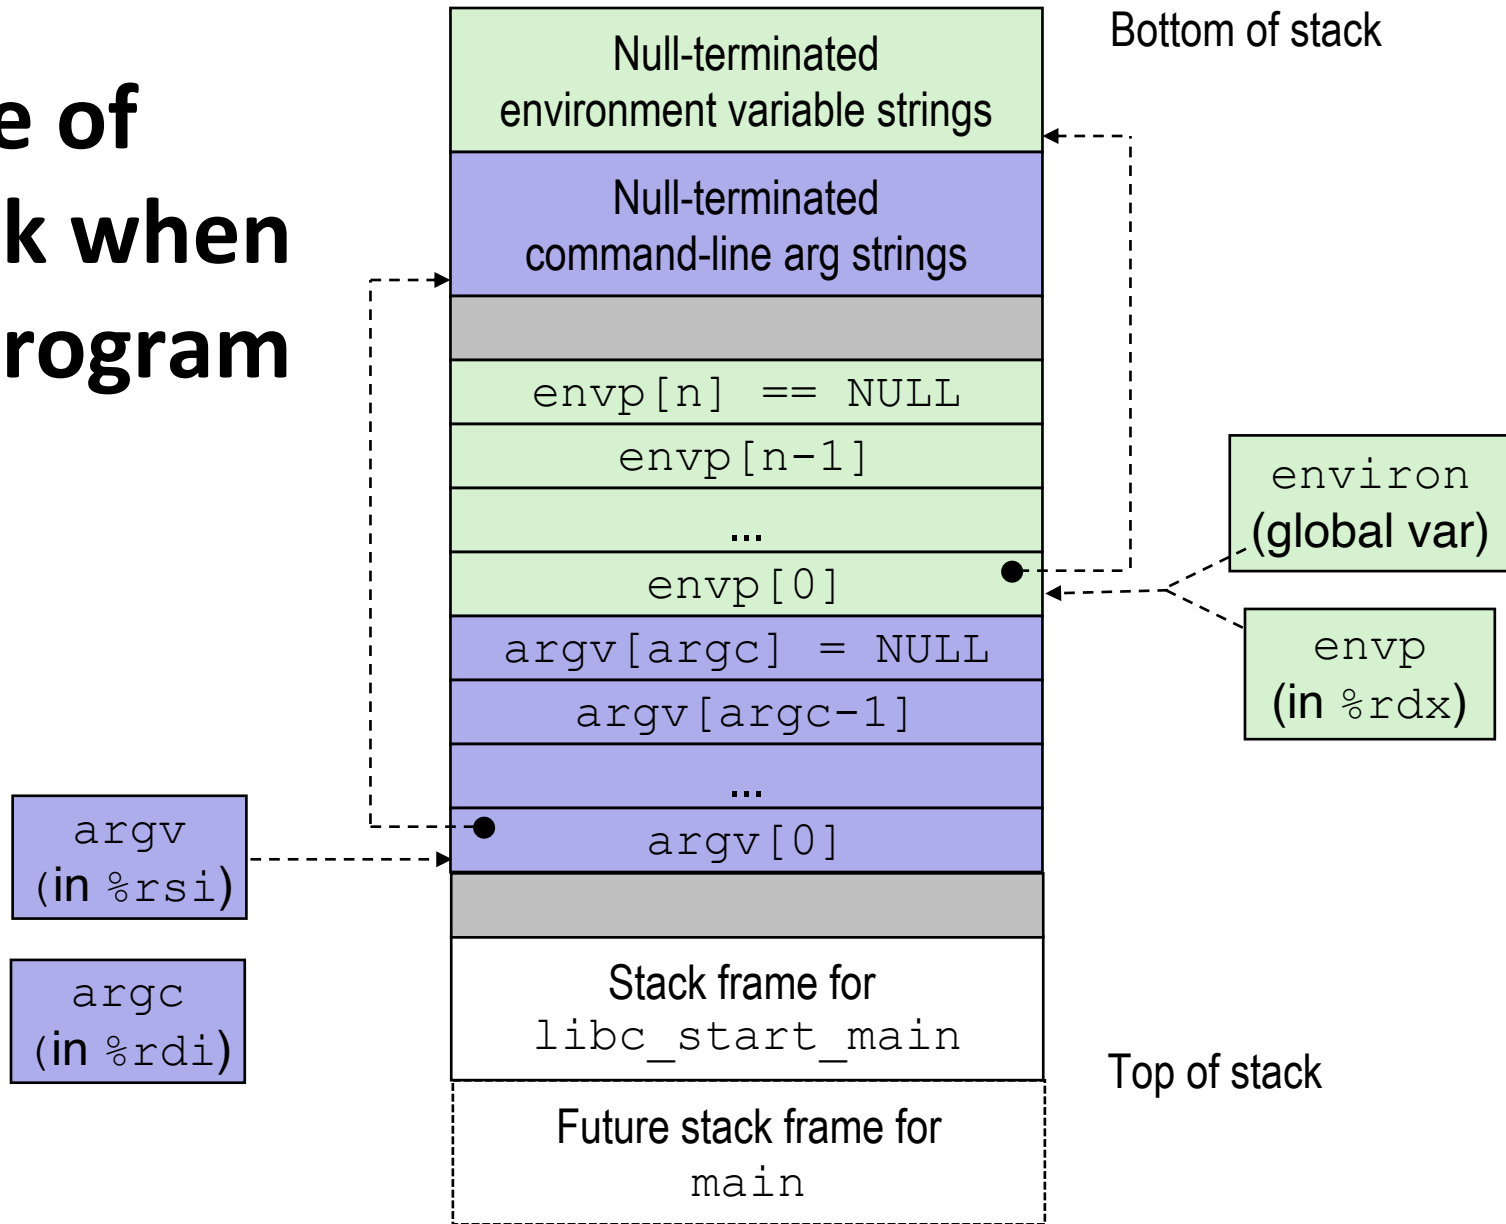 Bottom of stack
e of
k when
rogram
Null-terminated
environment variable strings
Null-terminated
command-line arg strings
envp[n] == NULL
envp[n-1]
...
envp[0]
argv[argc] = NULL
argv[argc-1]
...
argv[0]
environ
(global var)
envp
(in %rdx)
argv
(in %rsi)
argc
(in %rdi)
Stack frame for
libc_start_main
Top of stack
Future stack frame for
main